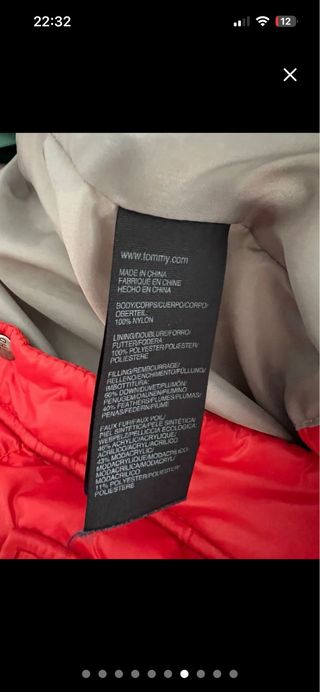 22:32
12
www.tommy.com
MADE IN CHINA
FABRIQUÉ EN CHINE
HECHO EN CHINA
BODY/CORPS/CUERPO/CORPO/
OBERTEIL:
100% NYLON
LINING/DOUBLURE/FORRO/
FUTTER/FODERA:
100% POLYESTER/POLIÉSTER/
POLIESTERE
FILLING/REMBOURRAGE/
RELLENO/ENCHIMENTO/FÜLLUNG/
IMBOTTITURA:
60% DOWN/DUVET/PLUMÓN/
PENUGEM/DAUNEN/PIUMINO
40% FEATHERS/PLUMES/PLUMAS/
PENAS/FEDERN/PIUME
FAUX FUR/FAUX POIL/
PIEL SINTÉTICA/PELE SINTÉTICA/
WEBPELZ/PELLICCIA ECOLOGICA:
46% ACRYLIC/ACRYLIQUE/
ACRÍLICO/ACRYL/ACRILICO
43% MODACRYLIC/
MODACRYLIQUE/MODACRÍLICO/
MODACRÍLICA/MODACRYL/
MODACRILICO
11% POLYESTER/POLIÉSTER/
POLIESTERE